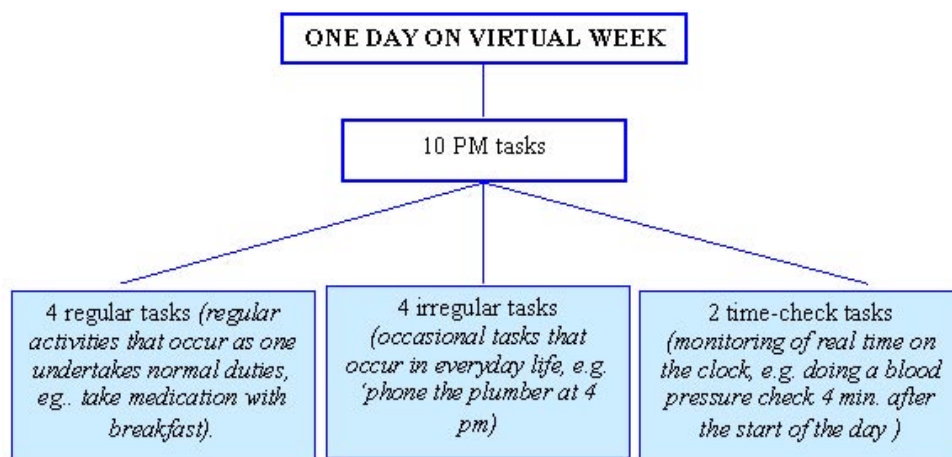 ONE DAY ON VIRTUAL WEEK
10 PM tasks
4 regular tasks (regular
activities that occur as one
undertakes normal duties,
eg.. take medication with
breakfast).
4 irregular tasks
(occasional tasks that
occur in everyday life, e.g.
‘phone the plumber at 4
pm)
2 time-check tasks
(monitoring of real time on
the clock, e.g. doing a blood
pressure check 4 min. after
the start of the day )